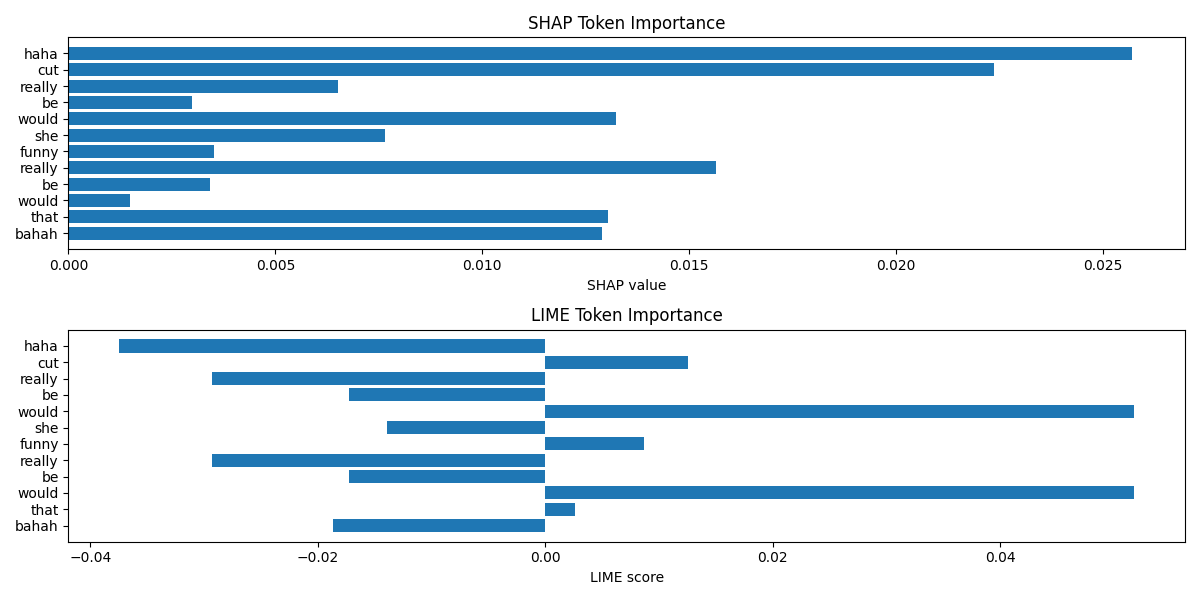 SHAP Token Importance
haha
cut
really
be
would
she
funny
really
be
would
that
bahah
0.000 0.005 0.010 0.015 0.020 0.025
SHAP value
LIME Token Importance
haha
cut
really
be
would
she
funny
really
be
would
that
bahah
−0.04 −0.02 0.00 0.02 0.04
LIME score